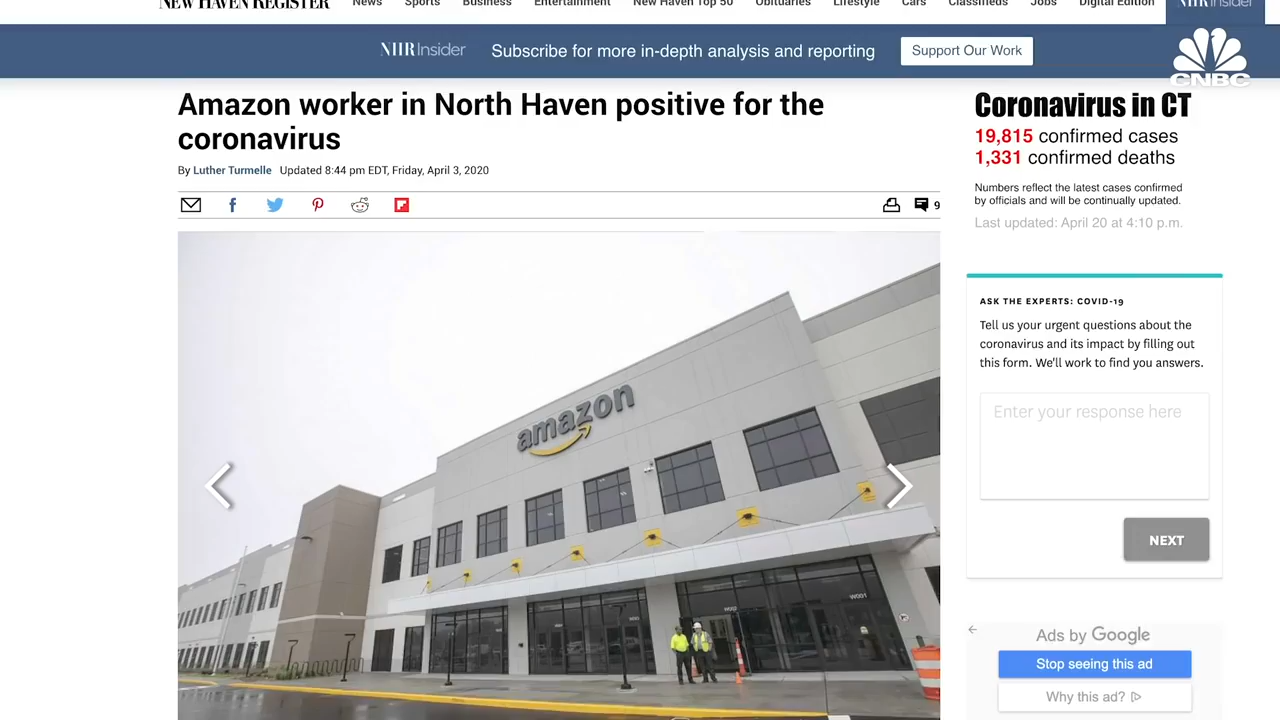 NEW HAVEN REGISTER
News Sports Business Entertainment New Haven Top 50 Obituaries Lifestyle Cars Classifieds Jobs Digital Edition NHR Insider
NHR Insider Subscribe for more in-depth analysis and reporting Support Our Work
CNBC
Amazon worker in North Haven positive for the
coronavirus
By Luther Turmelle Updated 8:44 pm EDT, Friday, April 3, 2020
9
amazon
Coronavirus in CT
19,815 confirmed cases
1,331 confirmed deaths
Numbers reflect the latest cases confirmed
by officials and will be continually updated.
Last updated: April 20 at 4:10 p.m.
ASK THE EXPERTS: COVID-19
Tell us your urgent questions about the
coronavirus and its impact by filling out
this form. We'll work to find you answers.
Enter your response here
NEXT
Ads by Google
Stop seeing this ad
Why this ad?